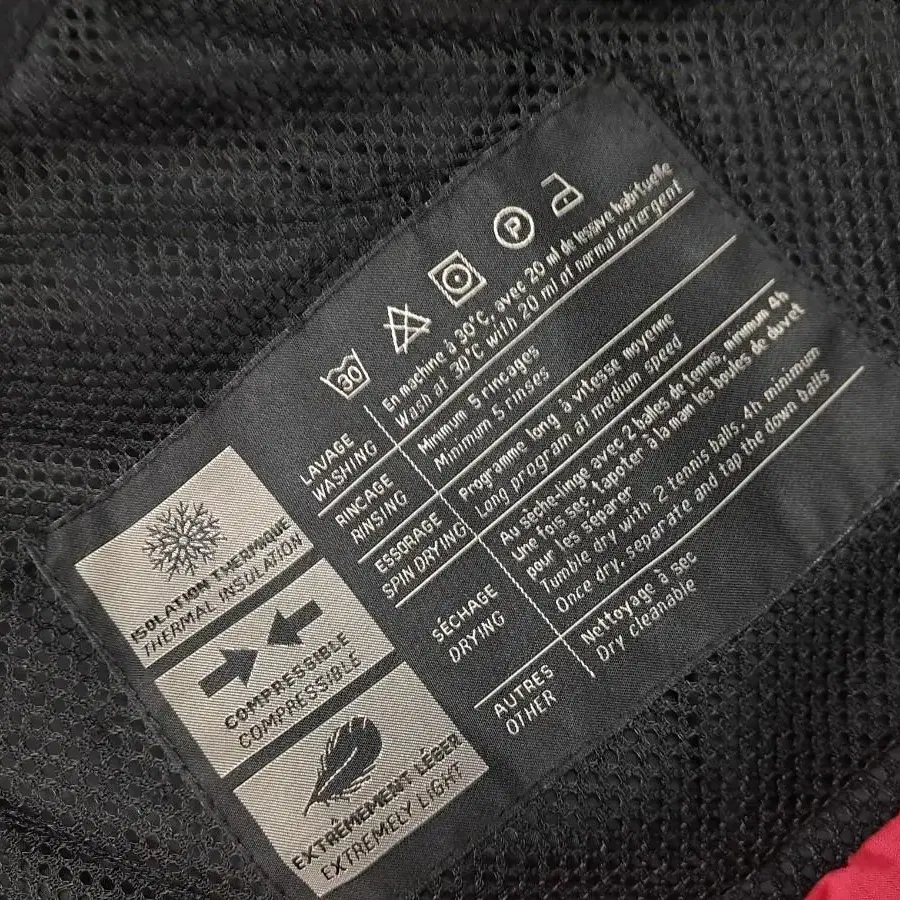 30
P
LAVAGE
WASHING
En machine à 30°C, avec 20 ml de lessive habituelle
Wash at 30°C with 20 ml of normal detergent
RINCAGE
RINSING
Minimum 5 rincages
Minimum 5 rinses
ESSORAGE
SPIN DRYING
Programme long à vitesse moyenne
Long program at medium speed
SÉCHAGE
DRYING
Au sèche-linge avec 2 balles de tennis, minimum 4h
une fois sec, tapoter à la main les boules de duvet
pour les séparer
Tumble dry with 2 tennis balls, 4h minimum
Once dry, separate and tap the down balls
AUTRES
OTHER
Nettoyage à sec
Dry cleanable
ISOLATION THERMIQUE
THERMAL INSULATION
COMPRESSIBLE
COMPRESSIBLE
EXTRÊMEMENT LÉGER
EXTREMELY LIGHT